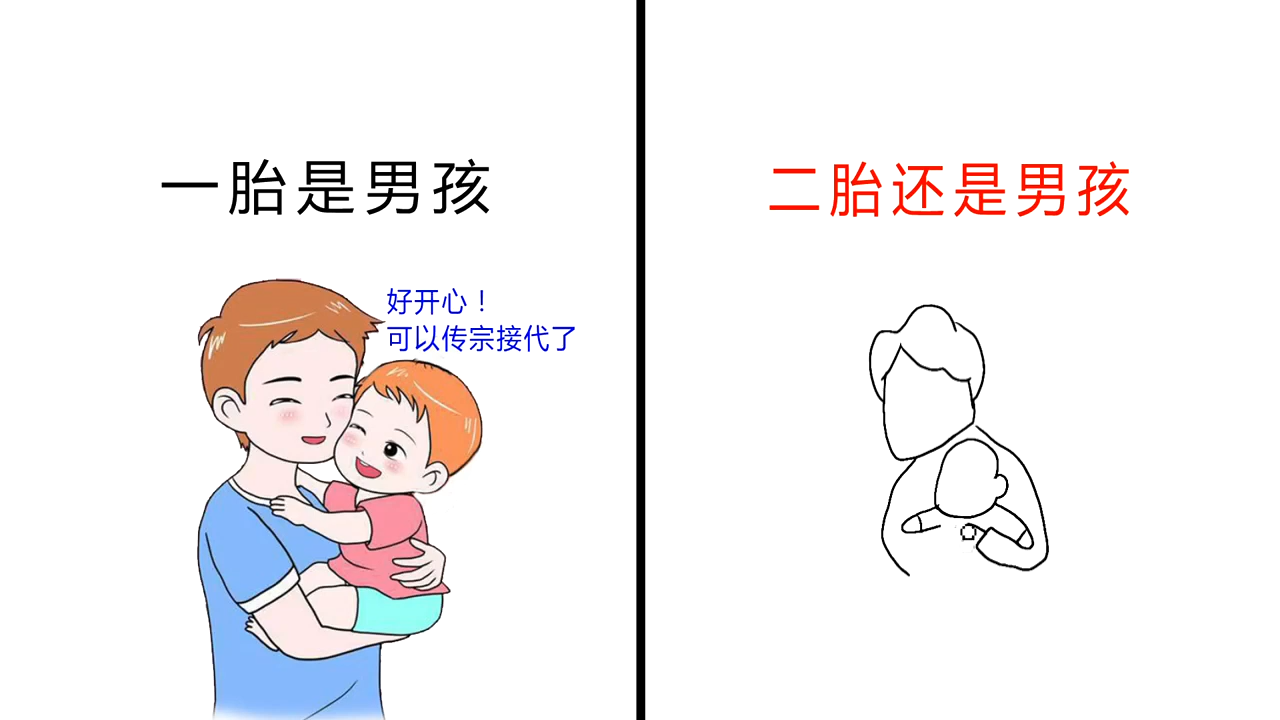 一胎是男孩
好开心！
可以传宗接代了
二胎还是男孩